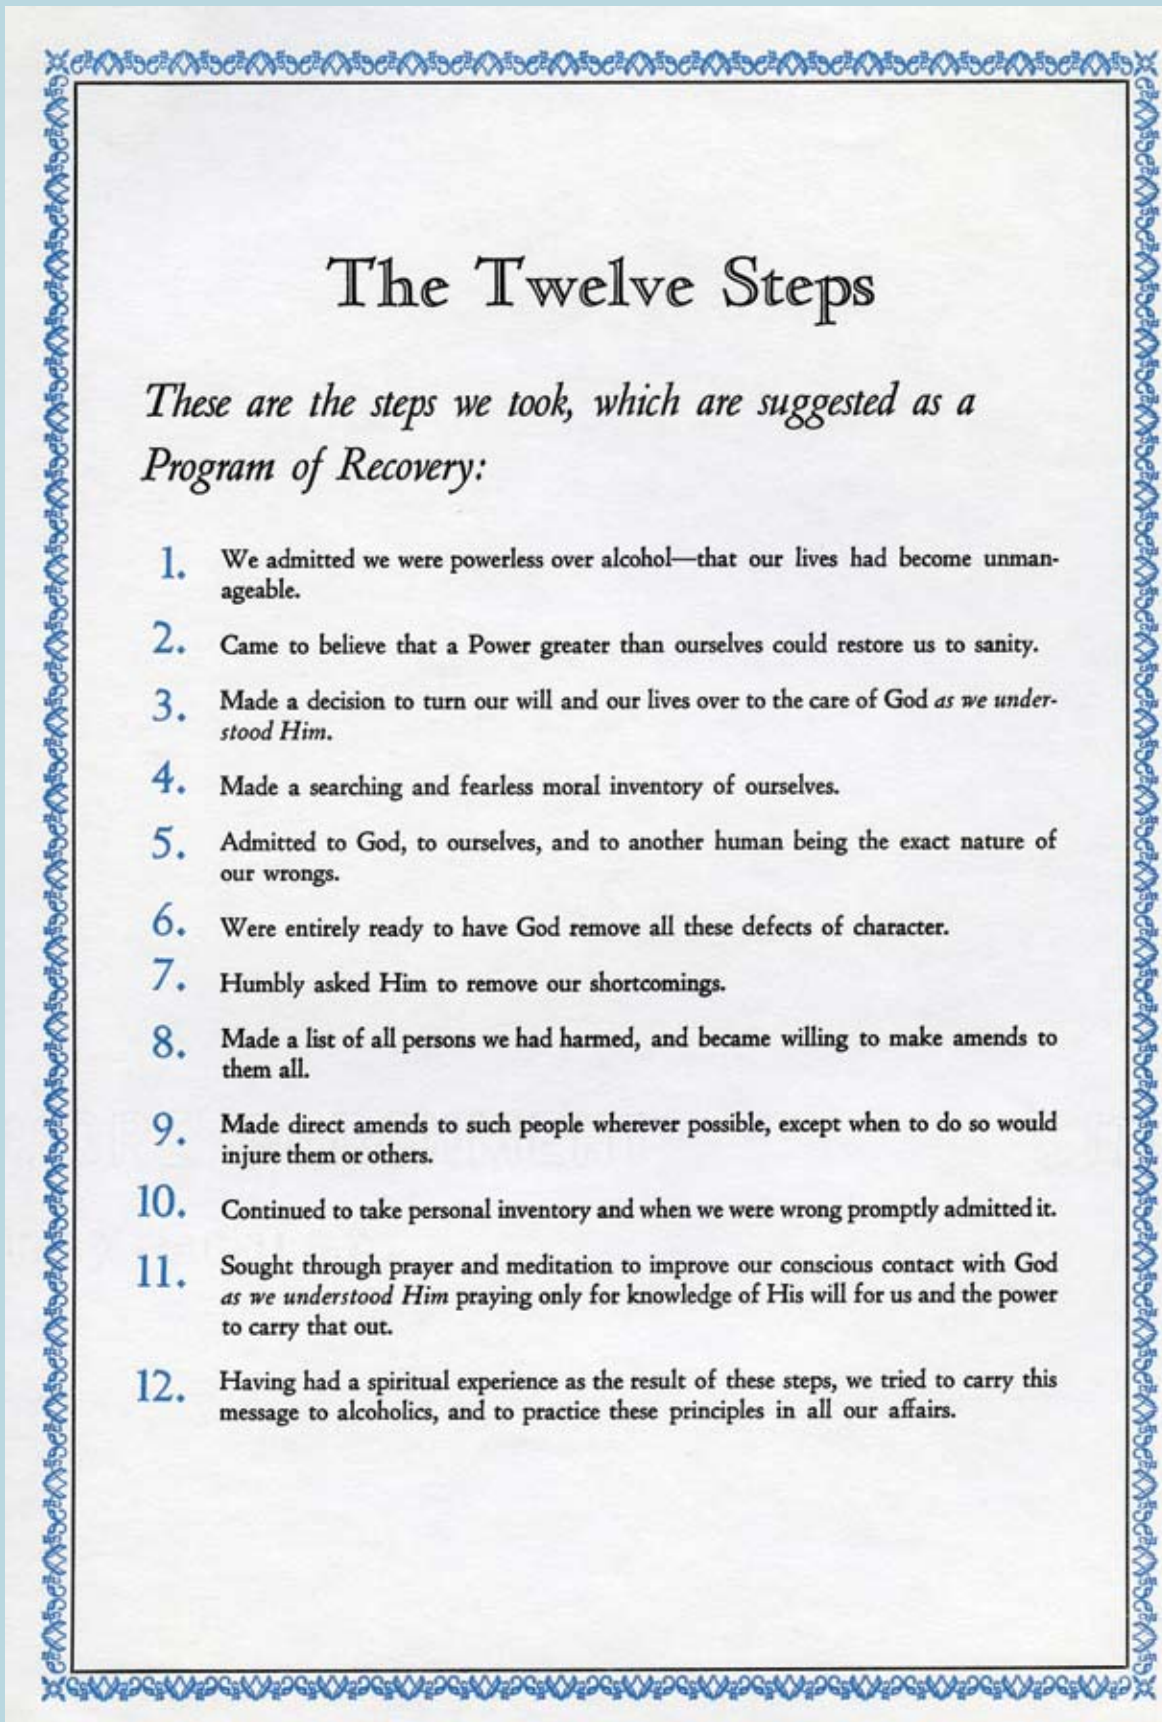 The Twelve Steps
These are the steps we took, which are suggested as a
Program of Recovery:
1. We admitted we were powerless over alcohol—that our lives had become unman-
ageable.
2. Came to believe that a Power greater than ourselves could restore us to sanity.
3. Made a decision to turn our will and our lives over to the care of God as we under-
stood Him.
4. Made a searching and fearless moral inventory of ourselves.
5. Admitted to God, to ourselves, and to another human being the exact nature of
our wrongs.
6. Were entirely ready to have God remove all these defects of character.
7. Humbly asked Him to remove our shortcomings.
8. Made a list of all persons we had harmed, and became willing to make amends to
them all.
9. Made direct amends to such people wherever possible, except when to do so would
injure them or others.
10. Continued to take personal inventory and when we were wrong promptly admitted it.
11. Sought through prayer and meditation to improve our conscious contact with God
as we understood Him praying only for knowledge of His will for us and the power
to carry that out.
12. Having had a spiritual experience as the result of these steps, we tried to carry this
message to alcoholics, and to practice these principles in all our affairs.